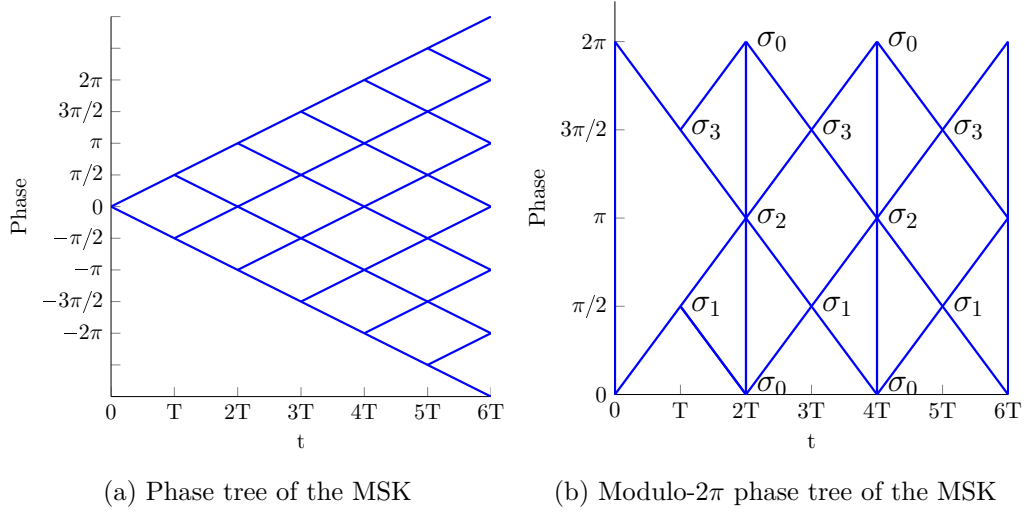 2π
3π/2
π
π/2
0
−π/2
−π
−3π/2
−2π
Phase
0 T 2T 3T 4T 5T 6T
t
(a) Phase tree of the MSK
2π
3π/2
π
π/2
0
Phase
σ0 σ0
σ3 σ3 σ3
σ2 σ2
σ1 σ1 σ1
σ0 σ0
0 T 2T 3T 4T 5T 6T
t
(b) Modulo-2π phase tree of the MSK